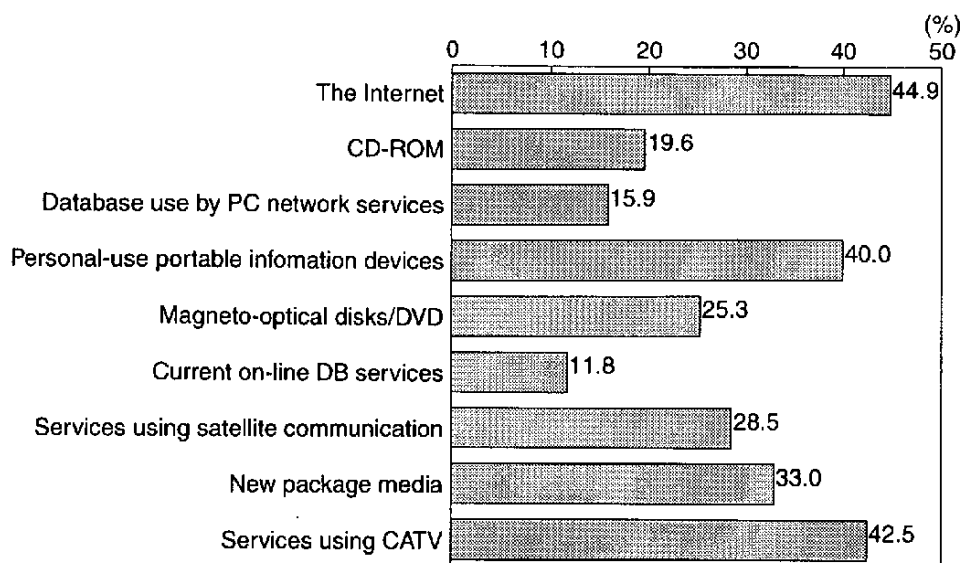 (%)
0 10 20 30 40 50
The Internet 44.9
CD-ROM 19.6
Database use by PC network services 15.9
Personal-use portable infomation devices 40.0
Magneto-optical disks/DVD 25.3
Current on-line DB services 11.8
Services using satellite communication 28.5
New package media 33.0
Services using CATV 42.5